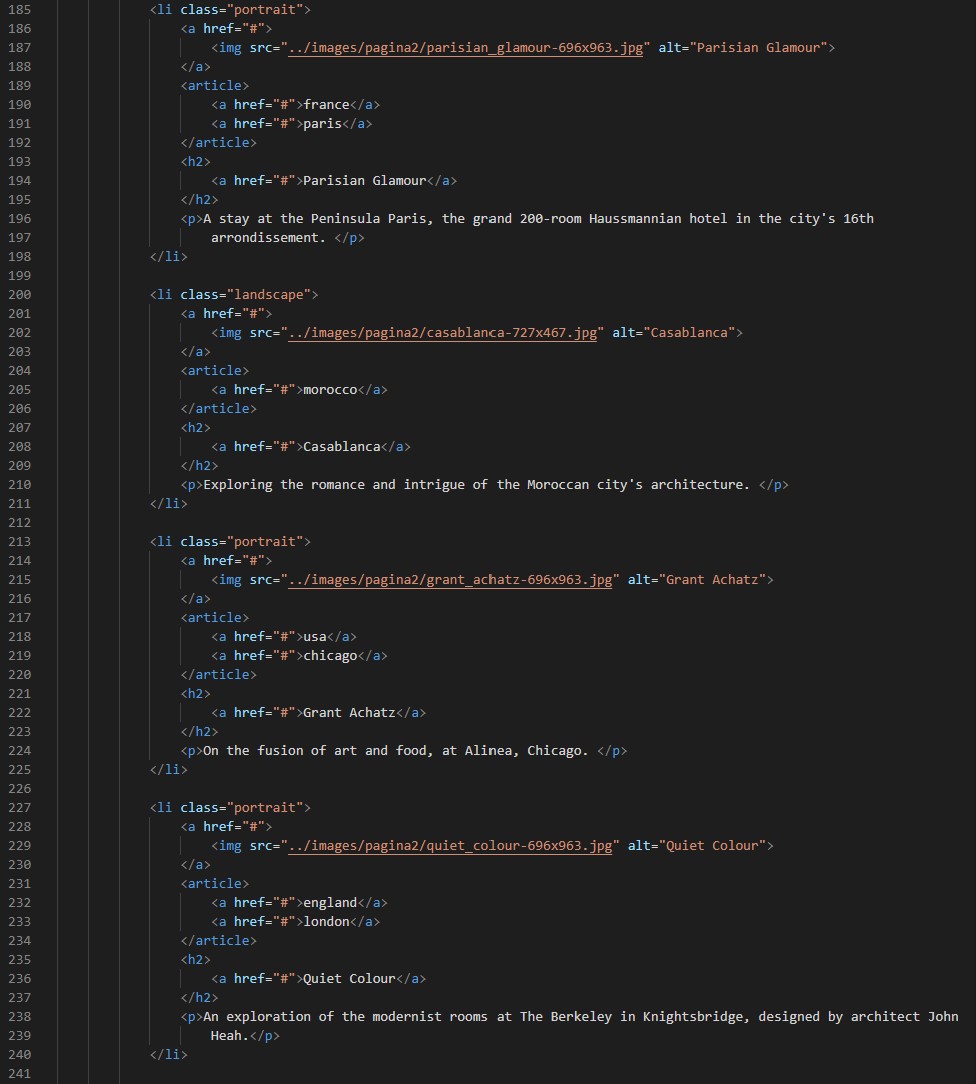 185 <li class="portrait">
186 <a href="#">
187 <img src="../images/pagina2/parisian_glamour-696x963.jpg" alt="Parisian Glamour">
188 </a>
189 <article>
190 <a href="#">france</a>
191 <a href="#">paris</a>
192 </article>
193 <h2>
194 <a href="#">Parisian Glamour</a>
195 </h2>
196 <p>A stay at the Peninsula Paris, the grand 200-room Haussmannian hotel in the city's 16th
197 arrondissement. </p>
198 </li>
199
200 <li class="landscape">
201 <a href="#">
202 <img src="../images/pagina2/casablanca-727x467.jpg" alt="Casablanca">
203 </a>
204 <article>
205 <a href="#">morocco</a>
206 </article>
207 <h2>
208 <a href="#">Casablanca</a>
209 </h2>
210 <p>Exploring the romance and intrigue of the Moroccan city's architecture. </p>
211 </li>
212
213 <li class="portrait">
214 <a href="#">
215 <img src="../images/pagina2/grant_achatz-696x963.jpg" alt="Grant Achatz">
216 </a>
217 <article>
218 <a href="#">usa</a>
219 <a href="#">chicago</a>
220 </article>
221 <h2>
222 <a href="#">Grant Achatz</a>
223 </h2>
224 <p>On the fusion of art and food, at Alinea, Chicago. </p>
225 </li>
226
227 <li class="portrait">
228 <a href="#">
229 <img src="../images/pagina2/quiet_colour-696x963.jpg" alt="Quiet Colour">
230 </a>
231 <article>
232 <a href="#">england</a>
233 <a href="#">london</a>
234 </article>
235 <h2>
236 <a href="#">Quiet Colour</a>
237 </h2>
238 <p>An exploration of the modernist rooms at The Berkeley in Knightsbridge, designed by architect John
239 Heah.</p>
240 </li>
241